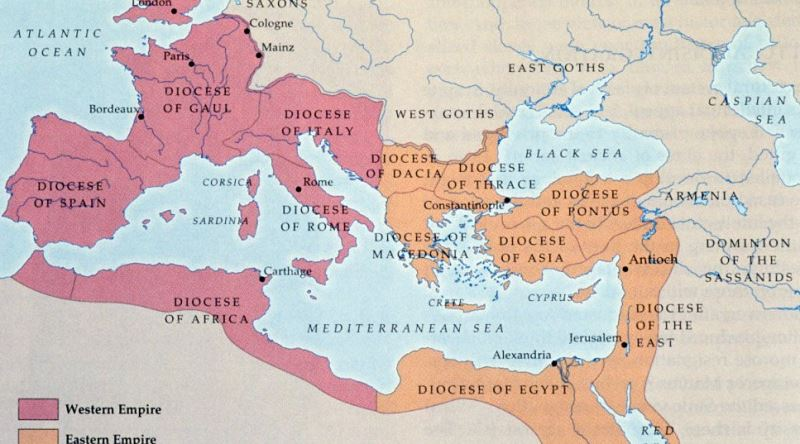 London
SAXONS
Cologne
ATLANTIC
OCEAN
Mainz
Paris
EAST GOTHS
DIOCESE
OF GAUL
CASPIAN
SEA
Bordeaux
DIOCESE
OF ITALY
WEST GOTHS
BLACK SEA
DIOCESE
OF DACIA
DIOCESE
OF THRACE
CORSICA
Rome
DIOCESE
OF SPAIN
DIOCESE
OF PONTUS
ARMENIA
Constantinople
SARDINIA
DIOCESE
OF ROME
DIOCESE OF
MACEDONIA
DIOCESE
OF ASIA
DOMINION
OF THE
SASSANIDS
Antioch
Carthage
DIOCESE
OF AFRICA
CRETE
CYPRUS
DIOCESE
OF THE
EAST
MEDITERRANEAN SEA
Jerusalem
Alexandria
DIOCESE OF EGYPT
Western Empire
Eastern Empire
RED